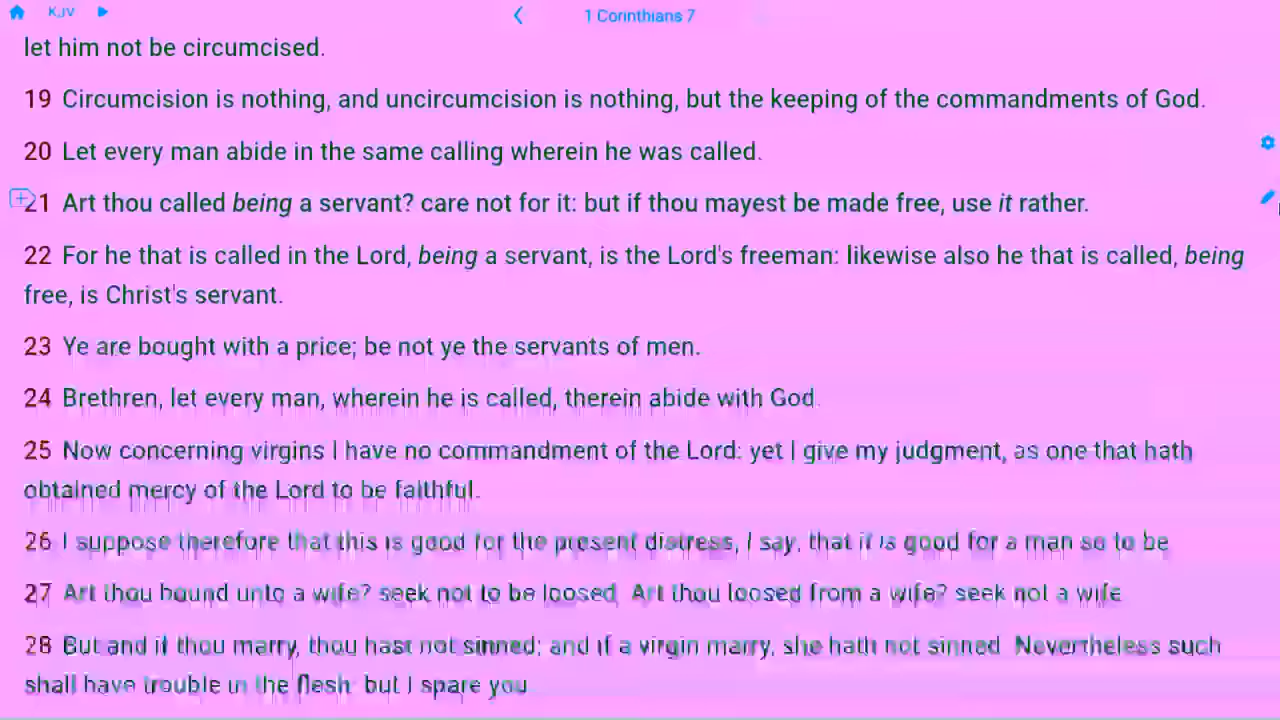 KJV
1 Corinthians 7
let him not be circumcised.
19 Circumcision is nothing, and uncircumcision is nothing, but the keeping of the commandments of God.
20 Let every man abide in the same calling wherein he was called.
21 Art thou called being a servant? care not for it: but if thou mayest be made free, use it rather.
22 For he that is called in the Lord, being a servant, is the Lord's freeman: likewise also he that is called, being
free, is Christ's servant.
23 Ye are bought with a price; be not ye the servants of men.
24 Brethren, let every man, wherein he is called, therein abide with God.
25 Now concerning virgins I have no commandment of the Lord: yet I give my judgment, as one that hath
obtained mercy of the Lord to be faithful.
26 I suppose therefore that this is good for the present distress, I say, that it is good for a man so to be.
27 Art thou bound unto a wife? seek not to be loosed. Art thou loosed from a wife? seek not a wife.
28 But and if thou marry, thou hast not sinned; and if a virgin marry, she hath not sinned. Nevertheless such
shall have trouble in the flesh: but I spare you.